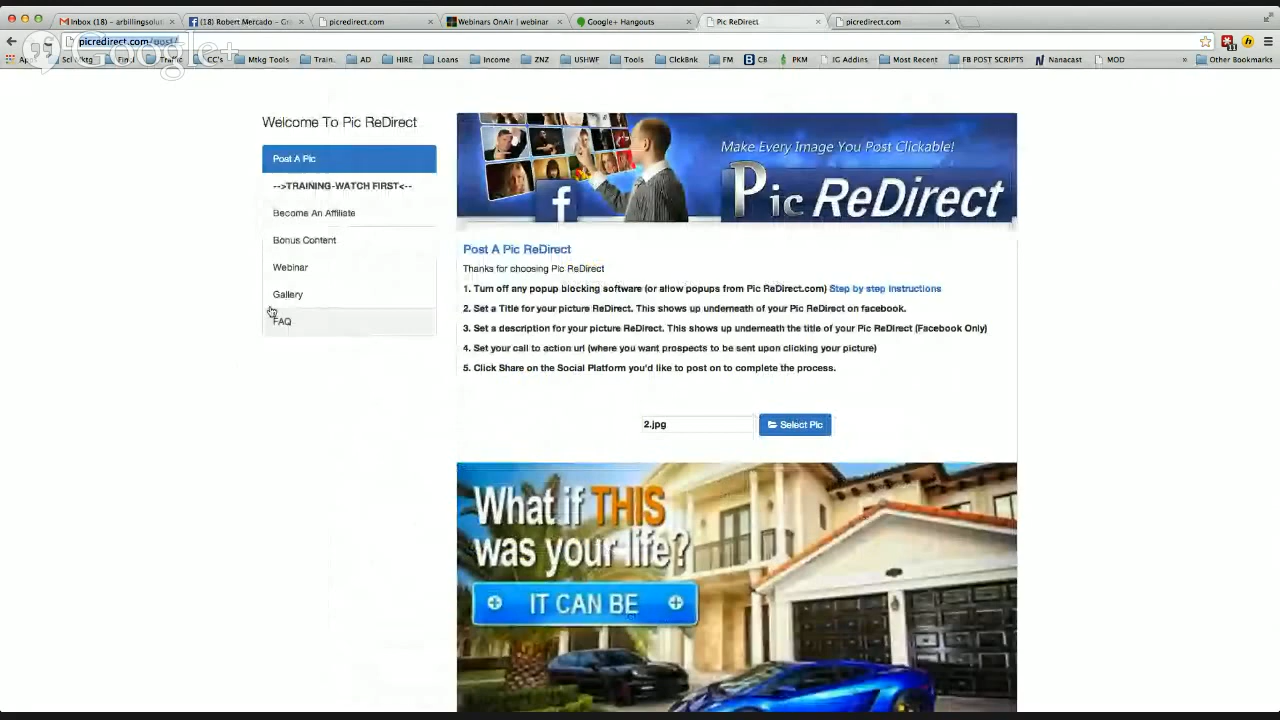 Inbox (18) – arbillingsolut
(18) Robert Mercado – Gr
picredirect.com
Webinars OnAir | webinar
Google+ Hangouts
Pic ReDirect
picredirect.com
picredirect.com/post/
Google+
CC's
Mtkg Tools
Train.
AD
HIRE
Loans
Income
ZNZ
USHWF
Tools
ClckBnk
FM
CB
PKM
IG Addins
Most Recent
FB POST SCRIPTS
Nanacast
MOD
»
Other Bookmarks
Welcome To Pic ReDirect
Post A Pic
-->TRAINING-WATCH FIRST<--
Become An Affiliate
Bonus Content
Webinar
Gallery
FAQ
Make Every Image You Post Clickable!
f
Pic ReDirect
Post A Pic ReDirect
Thanks for choosing Pic ReDirect
1. Turn off any popup blocking software (or allow popups from Pic ReDirect.com) Step by step instructions
2. Set a Title for your picture ReDirect. This shows up underneath of your Pic ReDirect on facebook.
3. Set a description for your picture ReDirect. This shows up underneath the title of your Pic ReDirect (Facebook Only)
4. Set your call to action url (where you want prospects to be sent upon clicking your picture)
5. Click Share on the Social Platform you'd like to post on to complete the process.
2.jpg
Select Pic
What if THIS
was your life?
IT CAN BE